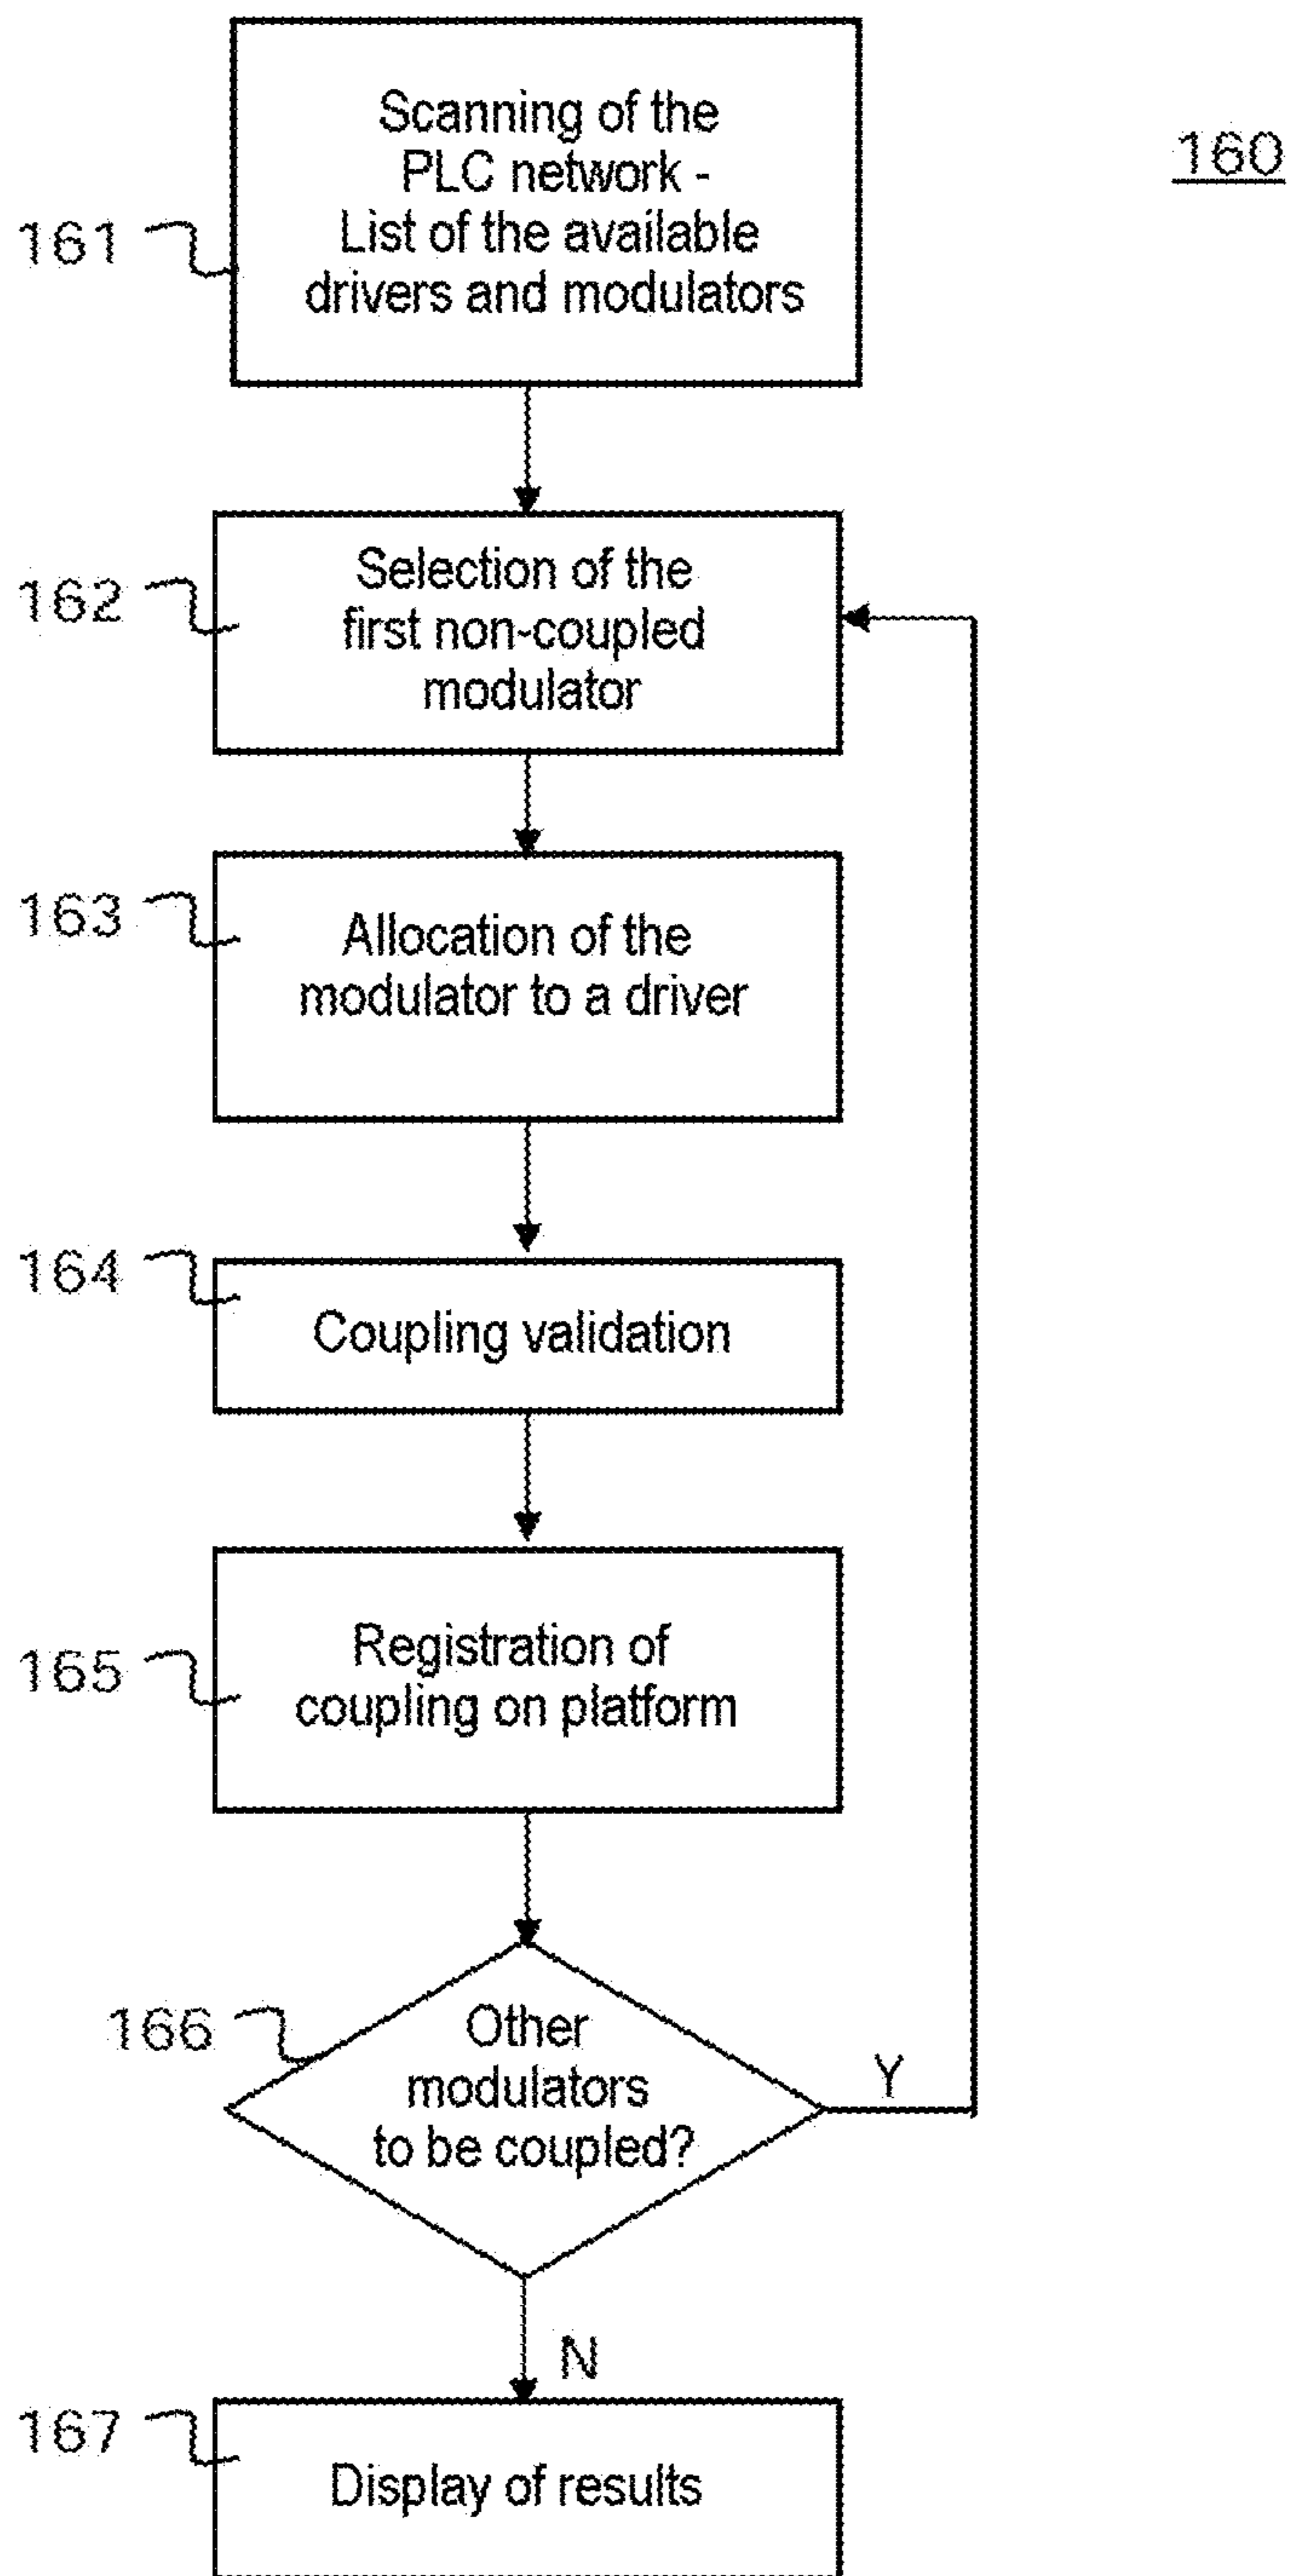 Scanning of the
PLC network -
List of the available
drivers and modulators
160
161
Selection of the
first non-coupled
modulator
162
Allocation of the
modulator to a driver
163
Coupling validation
164
Registration of
coupling on platform
165
Other
modulators
to be coupled?
166
Y
N
Display of results
167